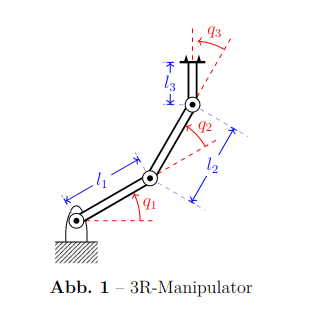 q₃
l₃
q₂
l₁
l₂
q₁
Abb. 1 – 3R-Manipulator